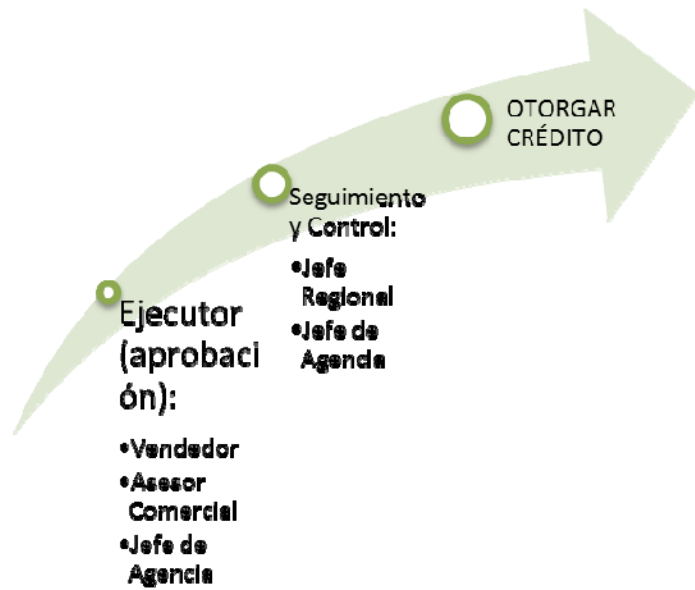 OTORGAR
CRÉDITO
Seguimiento
y Control:
•Jefe
Regional
•Jefe de
Agencia
Ejecutor
(aprobaci
ón):
•Vendedor
•Asesor
Comercial
•Jefe de
Agencia